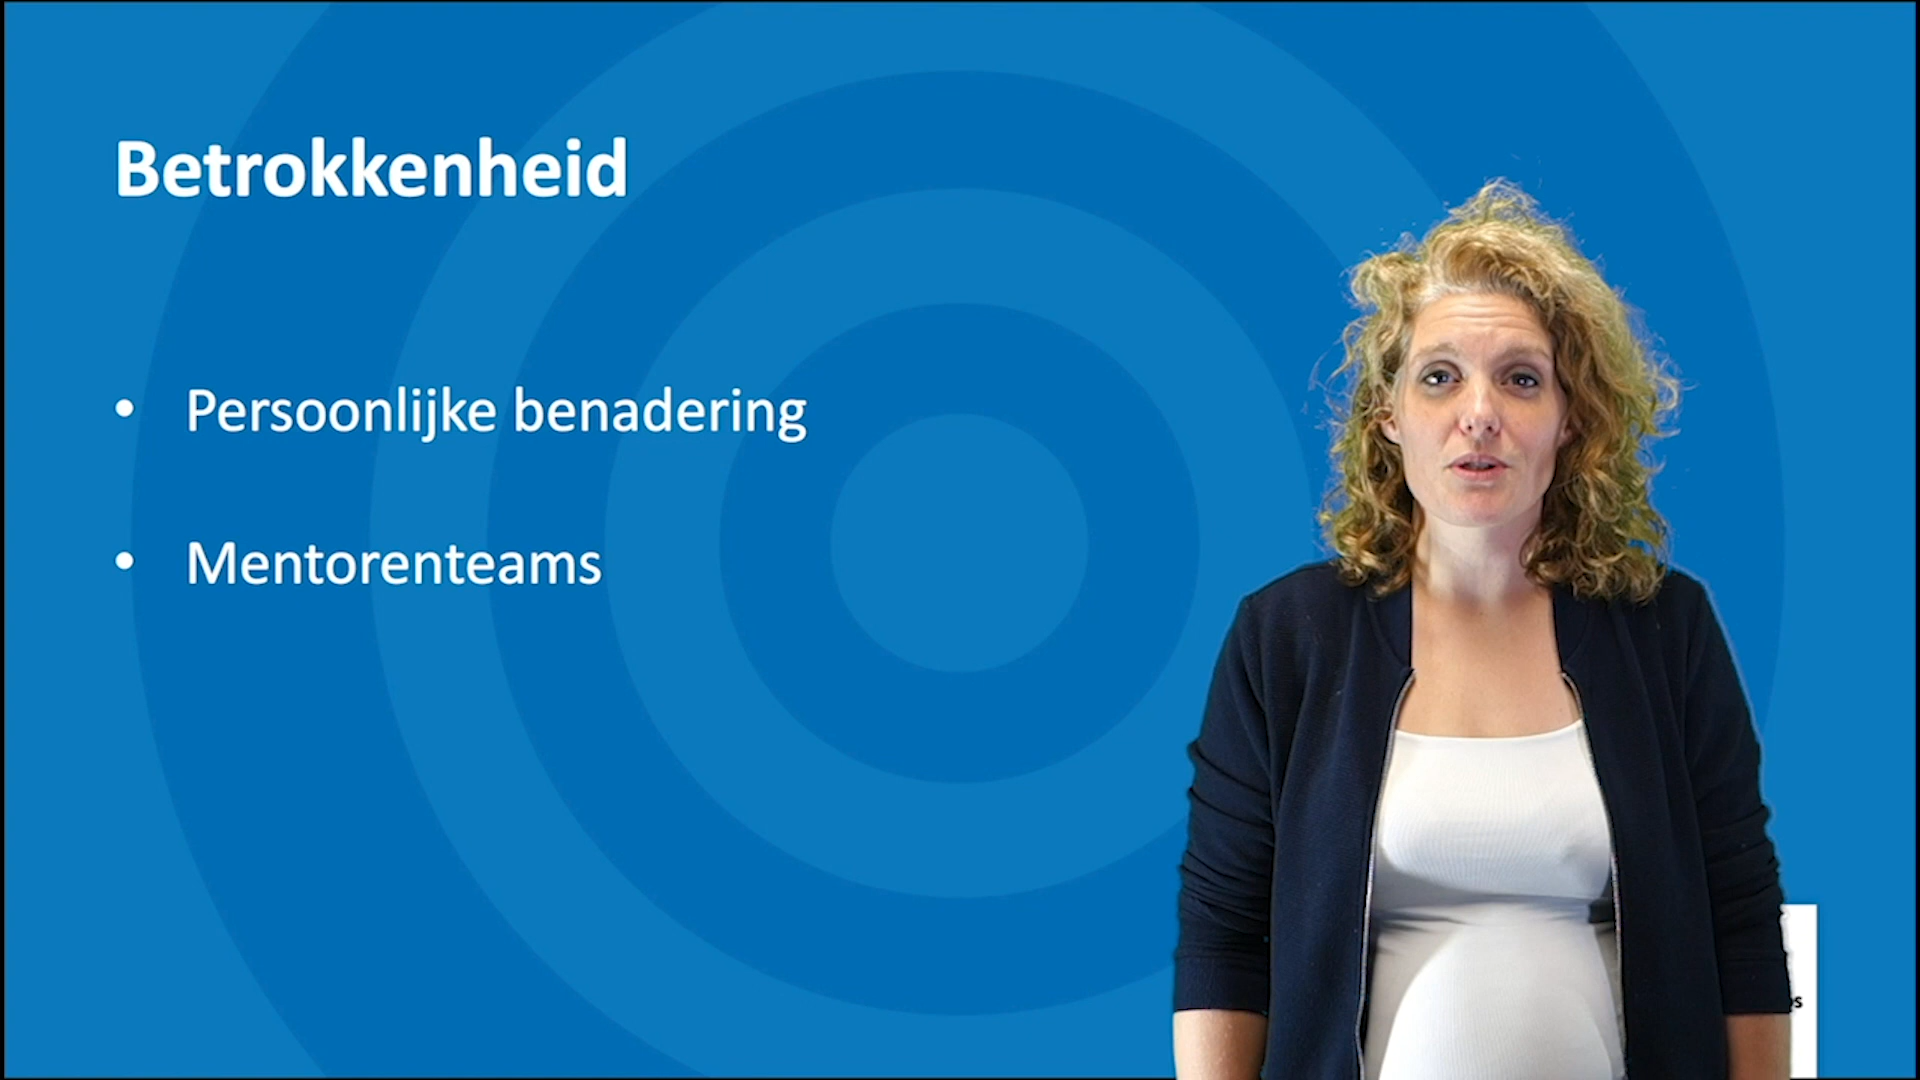 Betrokkenheid
• Persoonlijke benadering
• Mentorenteams